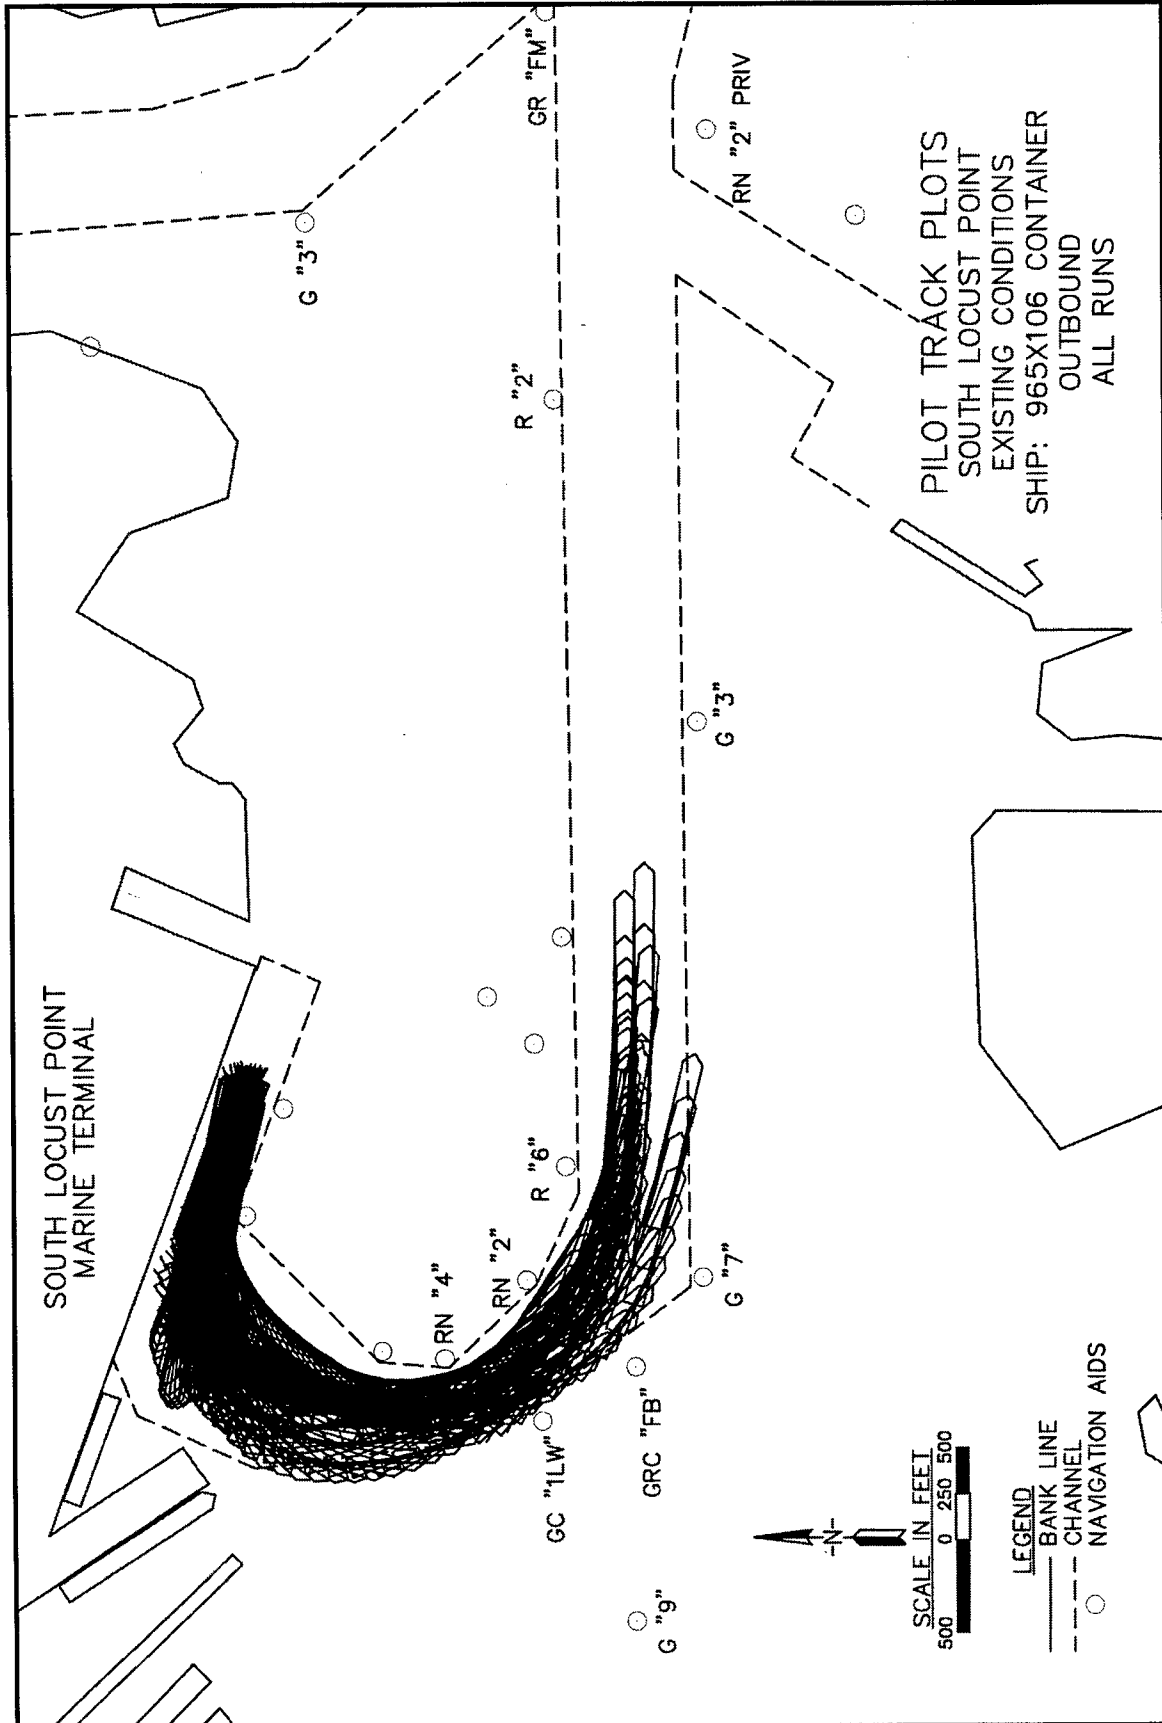 SOUTH LOCUST POINT
MARINE TERMINAL
GR "FM"
G "3"
RN "2" PRIV
R "2"
G "3"
R "6"
RN "2"
RN "4"
G "7"
GC "1LW"
GRC "FB"
G "9"
-N-
SCALE IN FEET
500 0 250 500
LEGEND
BANK LINE
CHANNEL
NAVIGATION AIDS
PILOT TRACK PLOTS
SOUTH LOCUST POINT
EXISTING CONDITIONS
SHIP: 965X106 CONTAINER
OUTBOUND
ALL RUNS